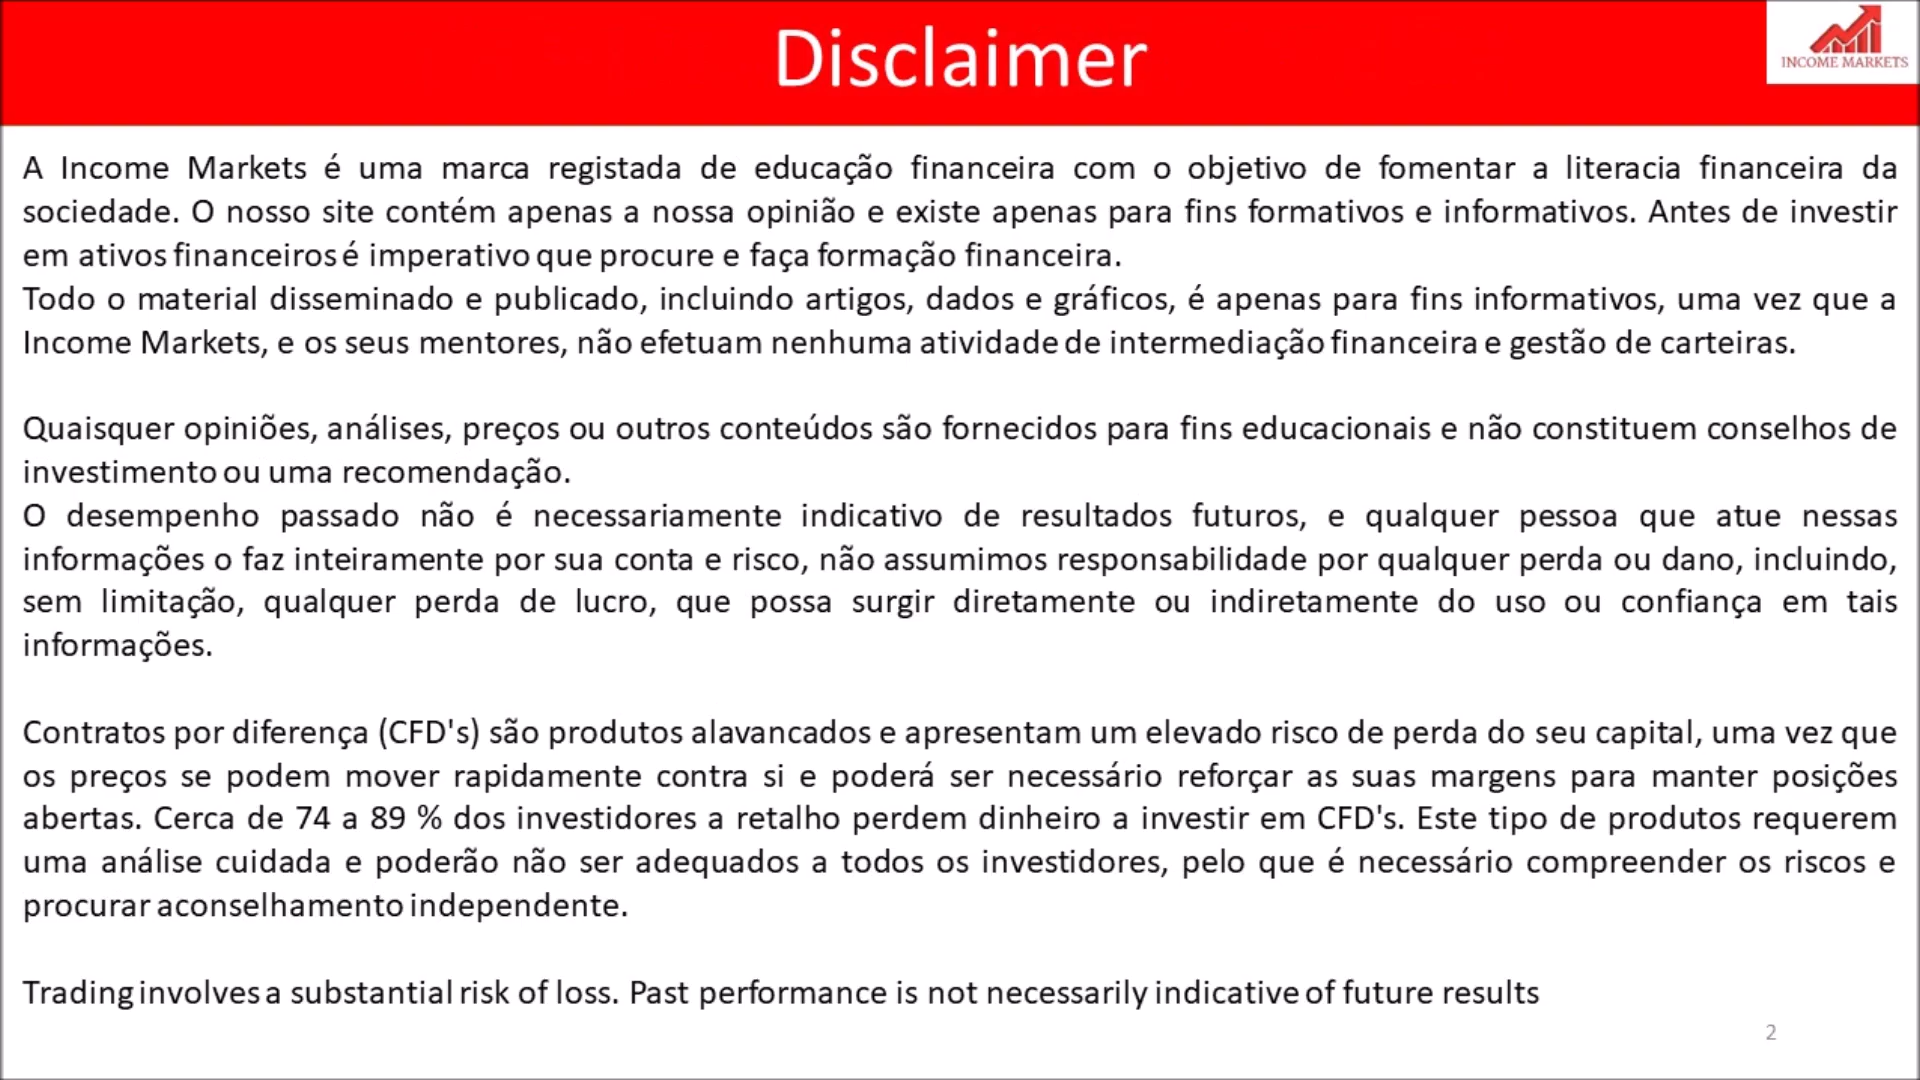 Disclaimer
INCOME MARKETS
A Income Markets é uma marca registada de educação financeira com o objetivo de fomentar a literacia financeira da
sociedade. O nosso site contém apenas a nossa opinião e existe apenas para fins formativos e informativos. Antes de investir
em ativos financeiros é imperativo que procure e faça formação financeira.
Todo o material disseminado e publicado, incluindo artigos, dados e gráficos, é apenas para fins informativos, uma vez que a
Income Markets, e os seus mentores, não efetuam nenhuma atividade de intermediação financeira e gestão de carteiras.
Quaisquer opiniões, análises, preços ou outros conteúdos são fornecidos para fins educacionais e não constituem conselhos de
investimento ou uma recomendação.
O desempenho passado não é necessariamente indicativo de resultados futuros, e qualquer pessoa que atue nessas
informações o faz inteiramente por sua conta e risco, não assumimos responsabilidade por qualquer perda ou dano, incluindo,
sem limitação, qualquer perda de lucro, que possa surgir diretamente ou indiretamente do uso ou confiança em tais
informações.
Contratos por diferença (CFD's) são produtos alavancados e apresentam um elevado risco de perda do seu capital, uma vez que
os preços se podem mover rapidamente contra si e poderá ser necessário reforçar as suas margens para manter posições
abertas. Cerca de 74 a 89 % dos investidores a retalho perdem dinheiro a investir em CFD's. Este tipo de produtos requerem
uma análise cuidada e poderão não ser adequados a todos os investidores, pelo que é necessário compreender os riscos e
procurar aconselhamento independente.
Trading involves a substantial risk of loss. Past performance is not necessarily indicative of future results
2